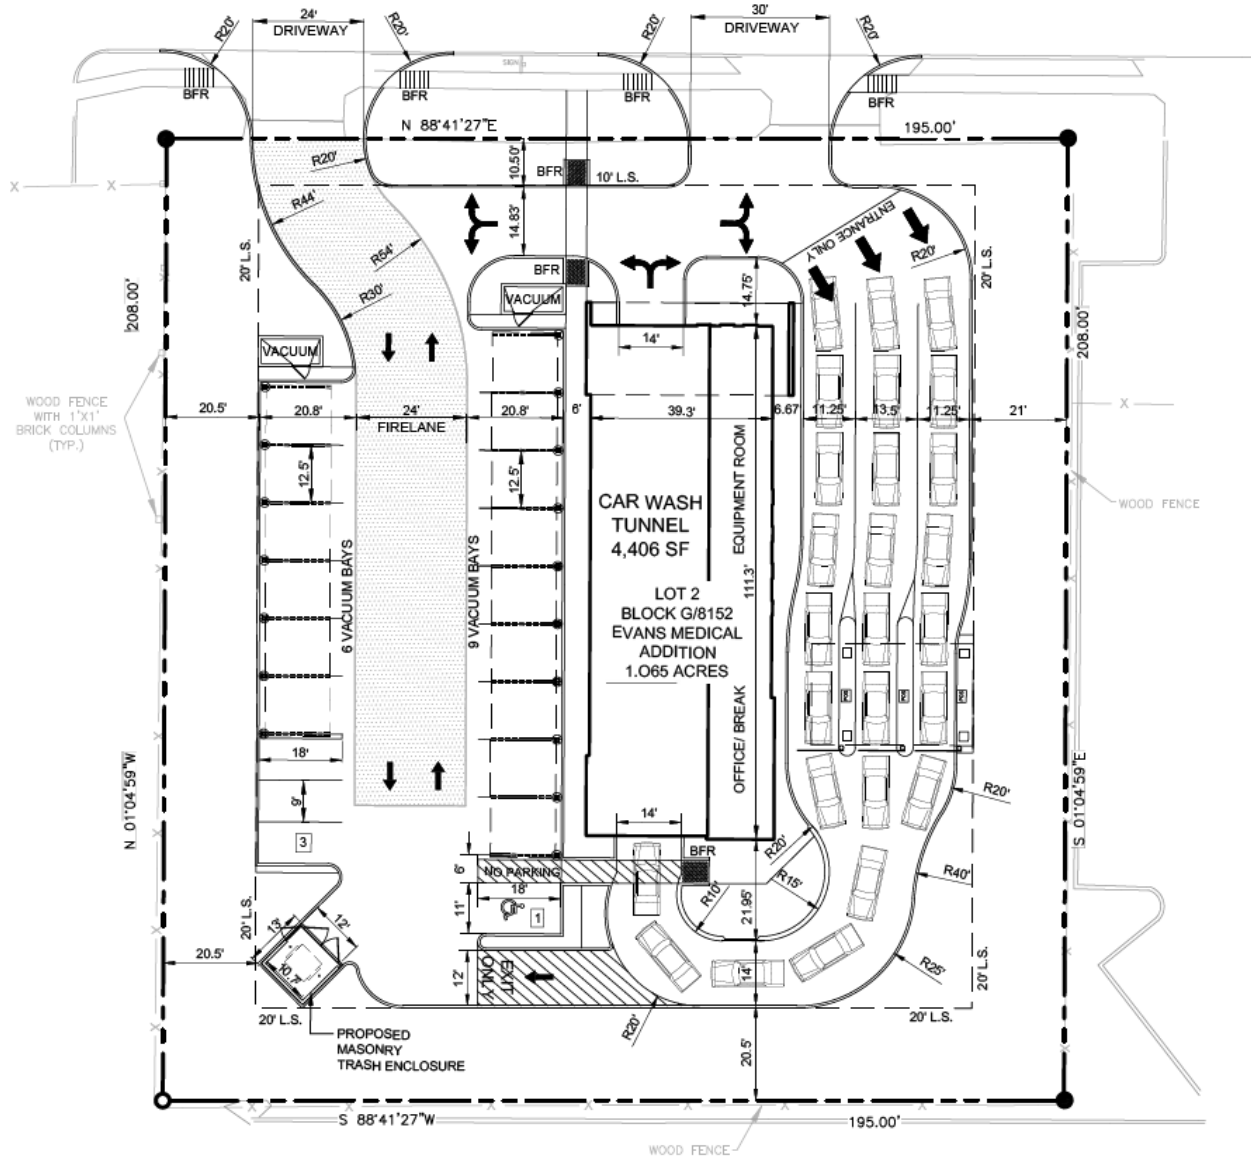 24'
DRIVEWAY
30'
DRIVEWAY
R20'
R20'
R20'
R20'
SIGN
BFR
BFR
BFR
BFR
N 88°41'27"E
195.00'
R20'
10.50'
BFR
10' L.S.
R44'
14.83'
ENTRANCE ONLY
R54'
R20'
20' L.S.
20' L.S.
BFR
VACUUM
14.75'
R30'
208.00'
208.00'
VACUUM
14'
WOOD FENCE
WITH 1'X1'
BRICK COLUMNS
(TYP.)
20.5'
20.8'
24'
FIRELANE
20.8'
6'
39.3'
6.67
11.25'
13.5'
11.25'
21'
12.5'
12.5'
CAR WASH
TUNNEL
4,406 SF
EQUIPMENT ROOM
WOOD FENCE
6 VACUUM BAYS
9 VACUUM BAYS
111.3'
LOT 2
BLOCK G/8152
EVANS MEDICAL
ADDITION
1.O65 ACRES
OFFICE/ BREAK
POS
POS
POS
18'
9'
3
N 01°04'59"W
S 01°04'59"E
R20'
14'
BFR
R20'
6'
NO PARKING
18'
R15'
R10'
R40'
11'
1
21.95'
20' L.S.
13'
12'
10.7'
20.5'
12'
EXIT
ONLY
14'
R25'
20' L.S.
R20'
20' L.S.
20' L.S.
PROPOSED
MASONRY
TRASH ENCLOSURE
20.5'
S 88°41'27"W
195.00'
WOOD FENCE